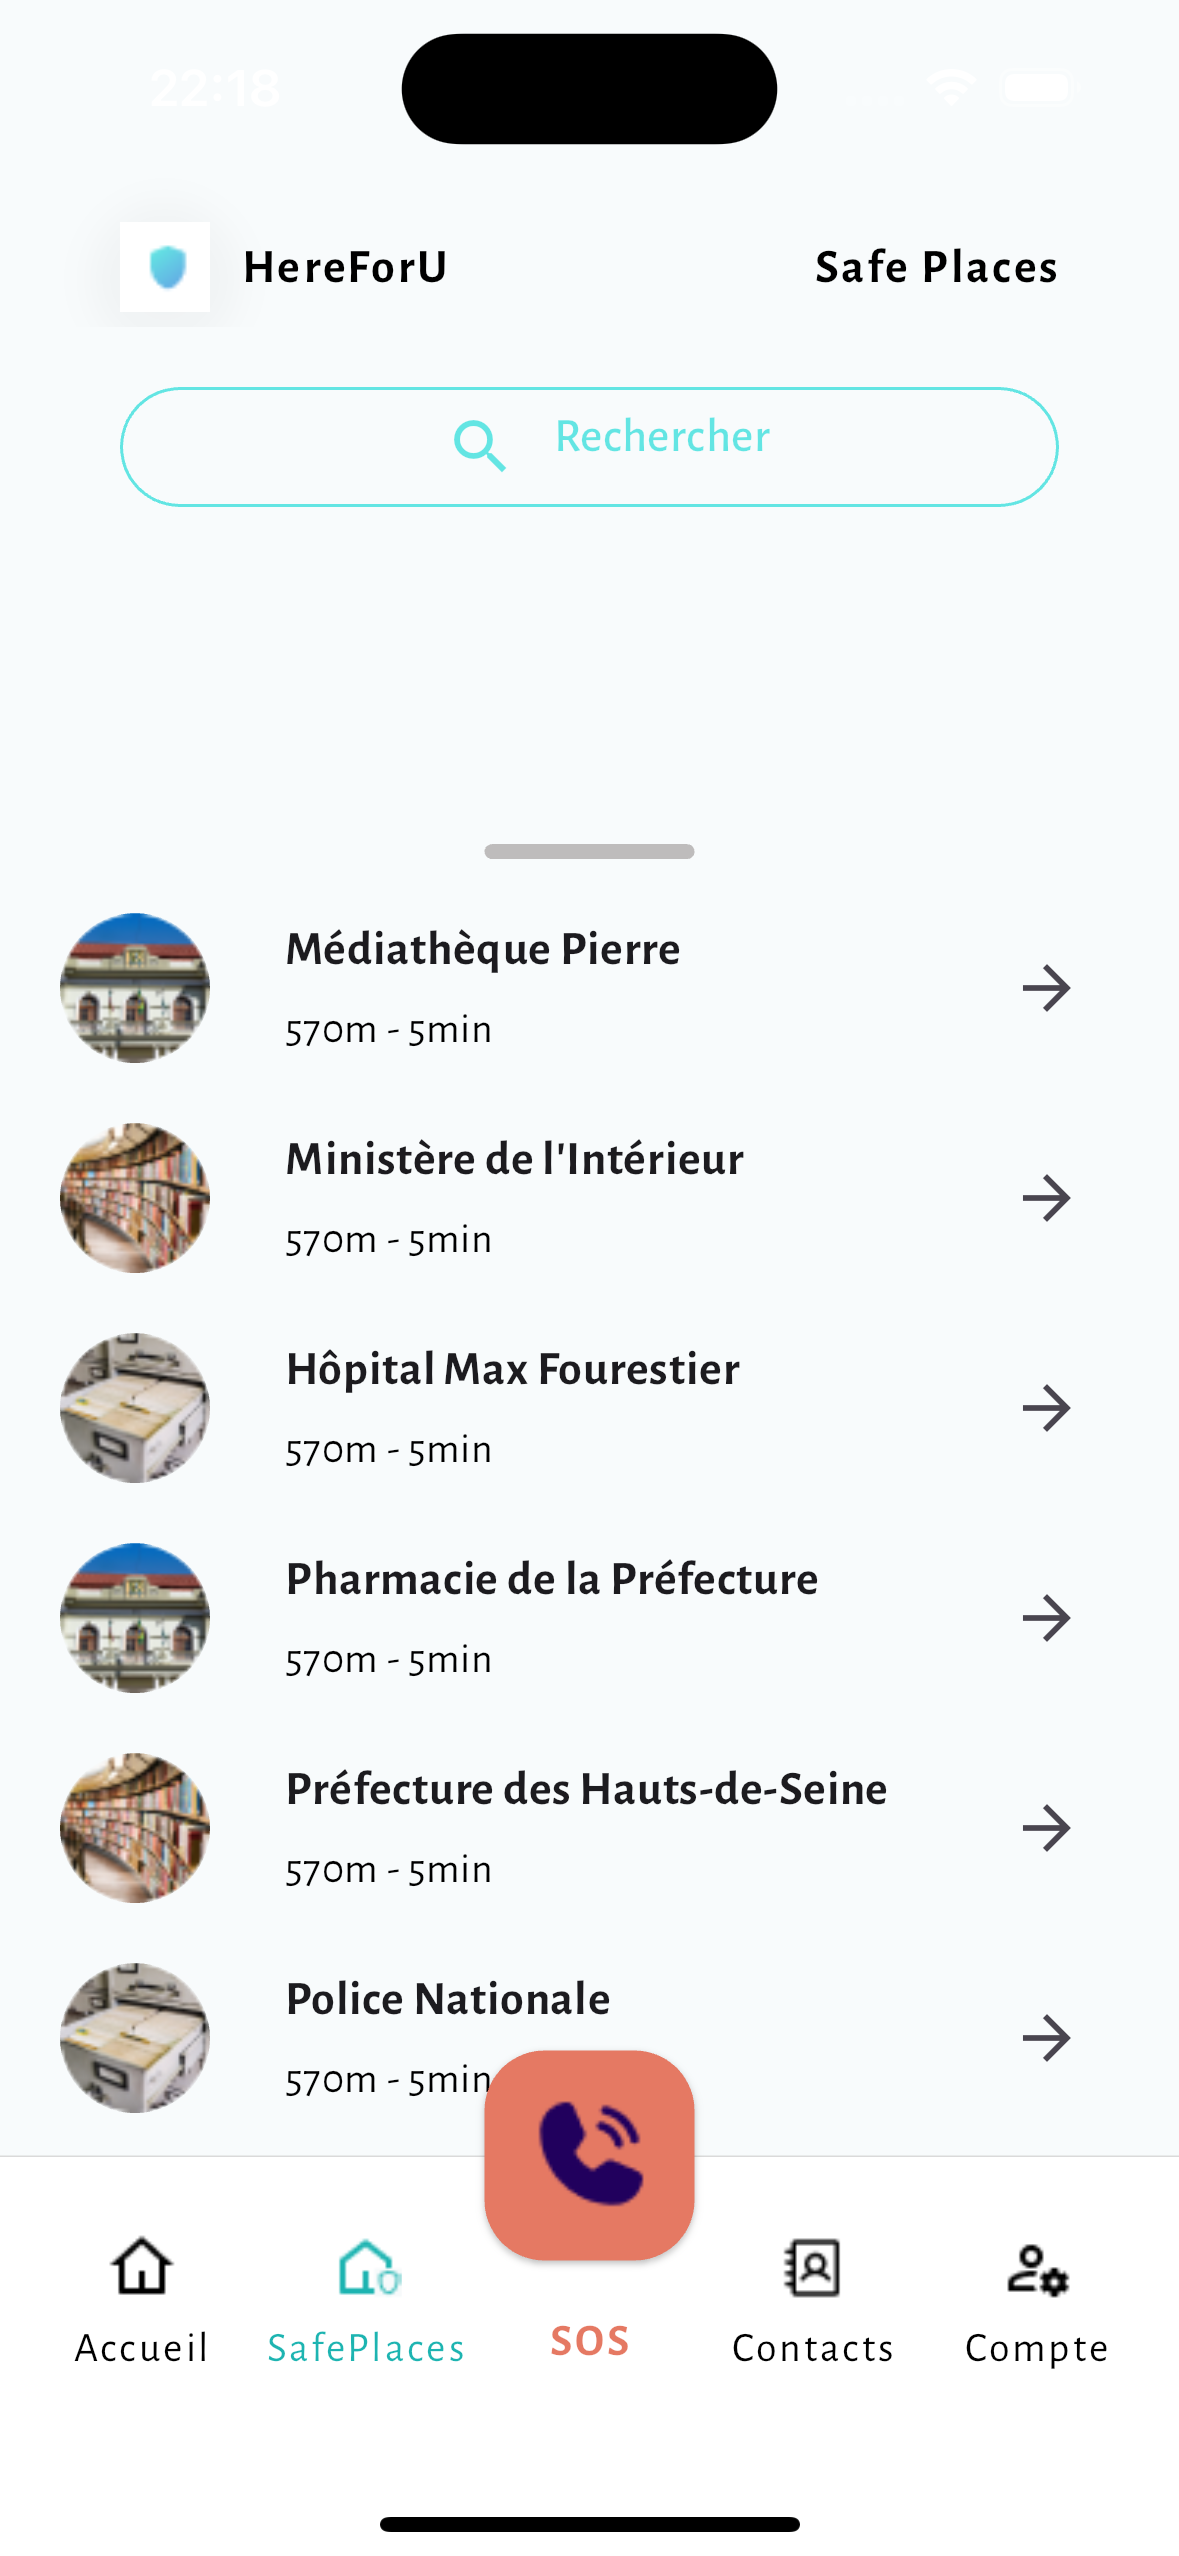 22:18
HereForU
Safe Places
Rechercher
Médiathèque Pierre
570m - 5min
Ministère de l'Intérieur
570m - 5min
Hôpital Max Fourestier
570m - 5min
Pharmacie de la Préfecture
570m - 5min
Préfecture des Hauts-de-Seine
570m - 5min
Police Nationale
570m - 5min
Accueil
SafePlaces
SOS
Contacts
Compte